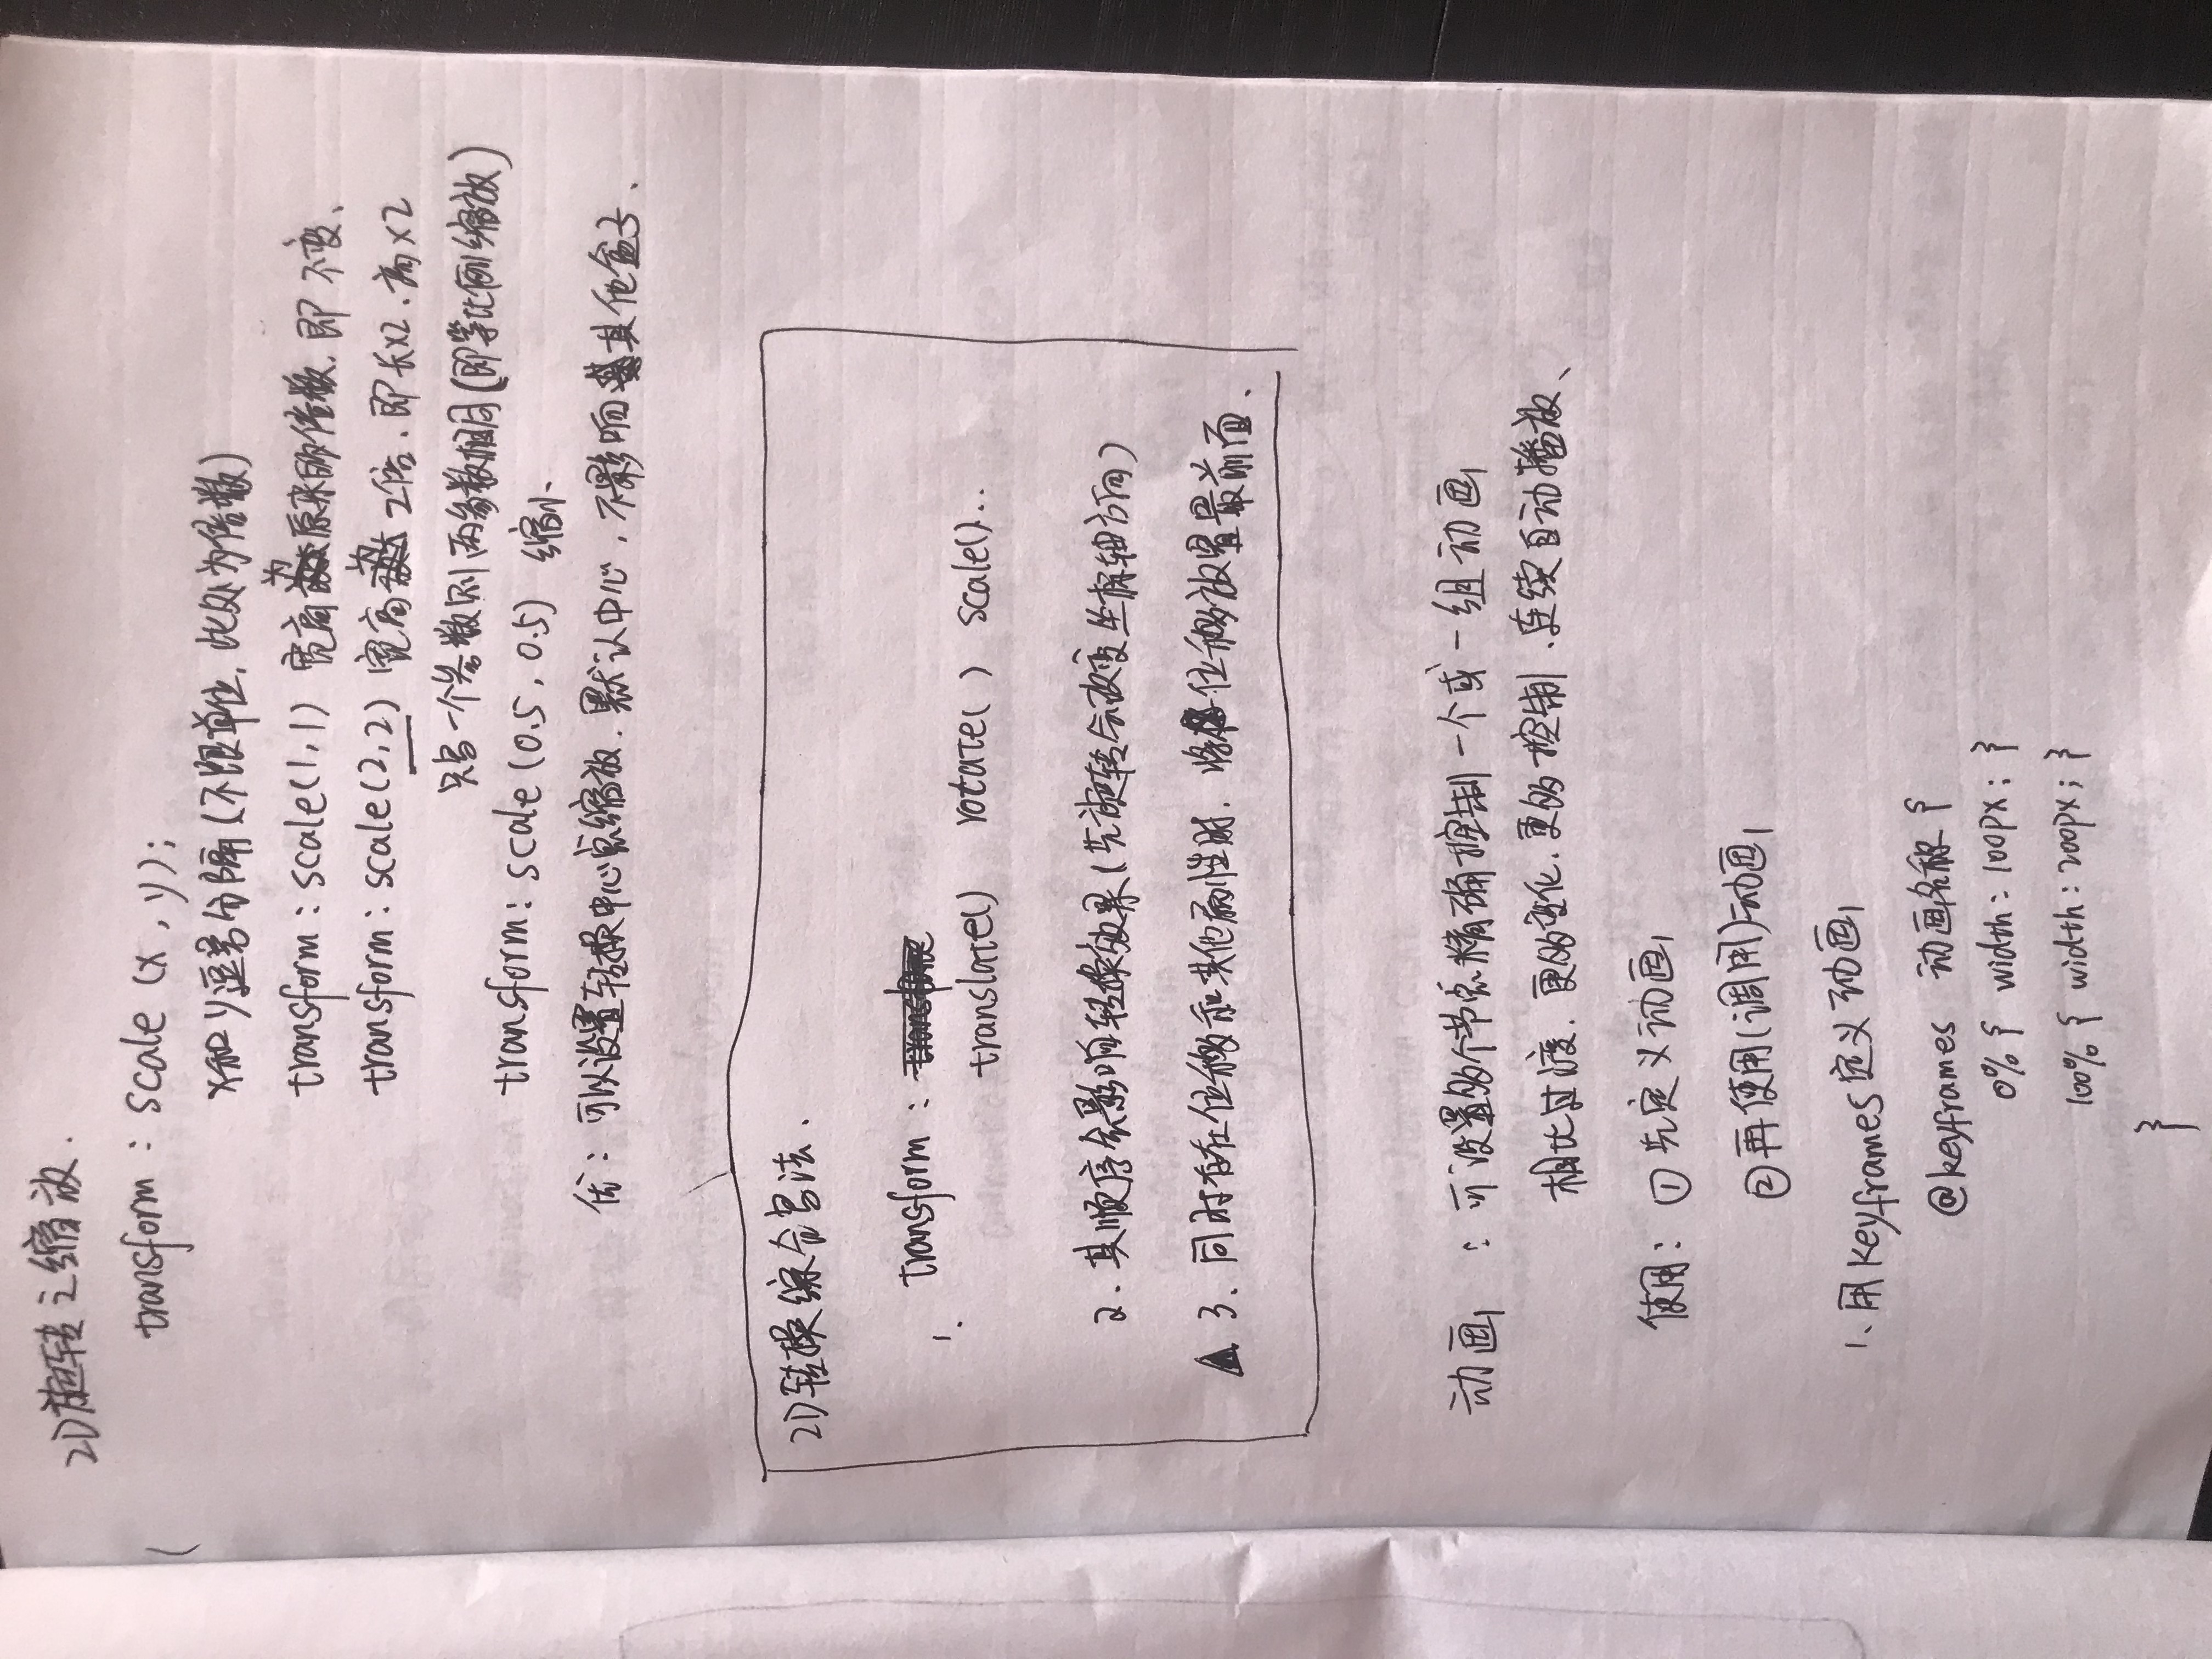 2D旋转之缩放.
transform : scale (x , y);
x和y逗号分隔(不跟单位, 此处为倍数)
transform : scale(1,1) 宽高为原来的倍数. 即不变、
transform : scale(2,2) 宽高为2倍、即长x2、高x2
只写一个参数则两参数相同(即等比例缩放)
transform: scale (0.5 , 0.5) 缩小、
优: 可以设置转换中心点缩放. 默认中心, 不影响其他盒子、
2D转换综合写法.
1. transform :
translate() rotate( ) scale()...
2、其顺序会影响转换效果(先旋转会改变坐标轴方向)
▲ 3、同时存在位移和其他属性时. 将位移放置最前面.
动画 : 可设置多个节点精确控制一个或一组动画
相比过渡. 更多变化、更多控制、连续自动播放、
使用: ①先定义动画
②再使用(调用)动画
1、用keyframes定义动画
@keyframes 动画名称 {
0% { width: 100px; }
100% { width: 200px; }
}